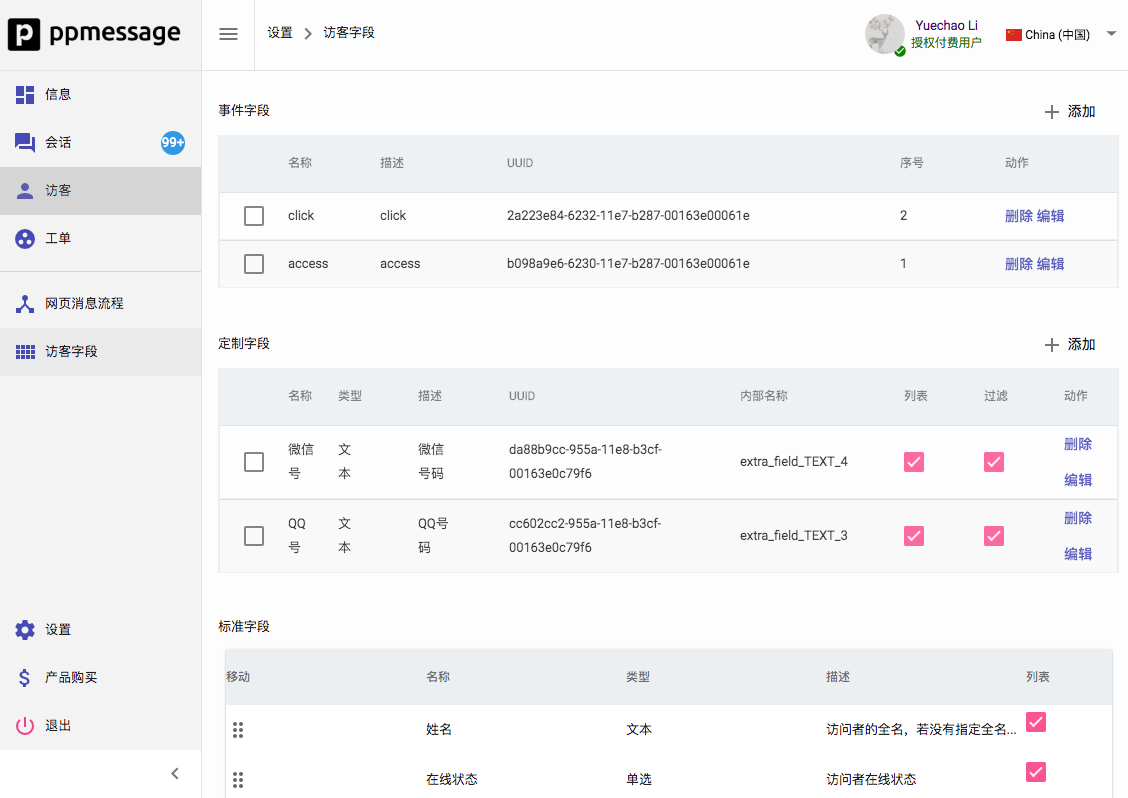 ppmessage
设置 > 访客字段
Yuechao Li
授权付费用户
China (中国)
信息
会话 99+
访客
工单
网页消息流程
访客字段
设置
产品购买
退出
事件字段
添加
名称 描述 UUID 序号 动作
click click 2a223e84-6232-11e7-b287-00163e00061e 2 删除 编辑
access access b098a9e6-6230-11e7-b287-00163e00061e 1 删除 编辑
定制字段
添加
名称 类型 描述 UUID 内部名称 列表 过滤 动作
微信 文 微信 da88b9cc-955a-11e8-b3cf- extra_field_TEXT_4 删除
号 本 号码 00163e0c79f6 编辑
QQ 文 QQ号 cc602cc2-955a-11e8-b3cf- extra_field_TEXT_3 删除
号 本 码 00163e0c79f6 编辑
标准字段
移动 名称 类型 描述 列表
姓名 文本 访问者的全名，若没有指定全名...
在线状态 单选 访问者在线状态